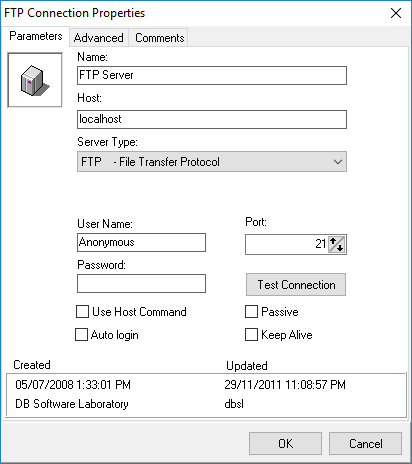 FTP Connection Properties
Parameters Advanced Comments
Name:
FTP Server
Host:
localhost
Server Type:
FTP - File Transfer Protocol
User Name: Port:
Anonymous 21
Password:
Test Connection
Use Host Command Passive
Auto login Keep Alive
Created Updated
05/07/2008 1:33:01 PM 29/11/2011 11:08:57 PM
DB Software Laboratory dbsl
OK Cancel